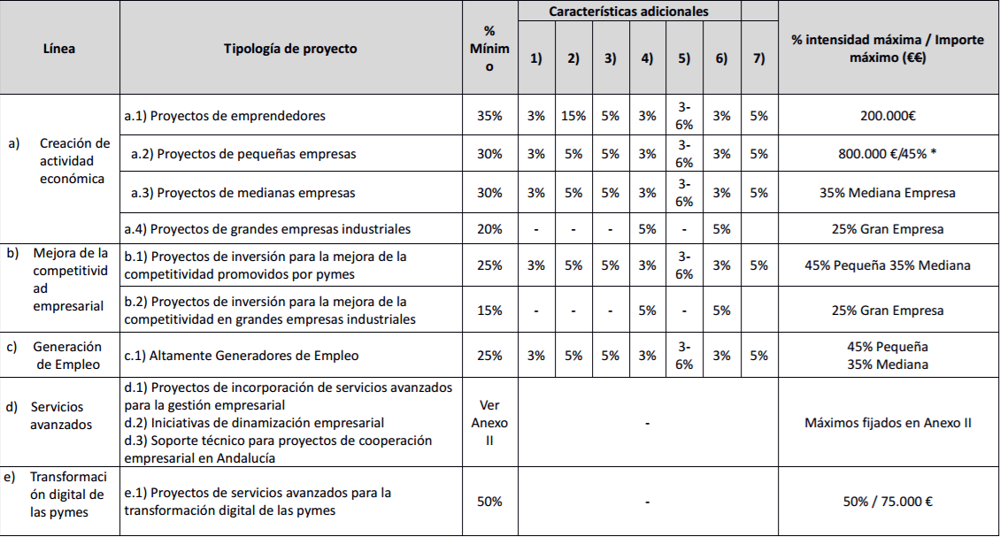 Línea
Tipología de proyecto
%
Mínim
o
Características adicionales
1) 2) 3) 4) 5) 6) 7)
% intensidad máxima / Importe
máximo (€€)
a) Creación de
actividad
económica
a.1) Proyectos de emprendedores
35% 3% 15% 5% 3% 3-
6% 3% 5% 200.000€
a.2) Proyectos de pequeñas empresas
30% 3% 5% 5% 3% 3-
6% 3% 5% 800.000 €/45% *
a.3) Proyectos de medianas empresas
30% 3% 5% 5% 3% 3-
6% 3% 5% 35% Mediana Empresa
a.4) Proyectos de grandes empresas industriales
20% - - - 5% - 5% 25% Gran Empresa
b) Mejora de la
competitivid
ad
empresarial
b.1) Proyectos de inversión para la mejora de la
competitividad promovidos por pymes
25% 3% 5% 5% 3% 3-
6% 3% 5% 45% Pequeña 35% Mediana
b.2) Proyectos de inversión para la mejora de la
competitividad en grandes empresas industriales
15% - - - 5% - 5% 25% Gran Empresa
c) Generación
de Empleo
c.1) Altamente Generadores de Empleo
25% 3% 5% 5% 3% 3-
6% 3% 5% 45% Pequeña
35% Mediana
d) Servicios
avanzados
d.1) Proyectos de incorporación de servicios avanzados
para la gestión empresarial
d.2) Iniciativas de dinamización empresarial
d.3) Soporte técnico para proyectos de cooperación
empresarial en Andalucía
Ver
Anexo
II
-
Máximos fijados en Anexo II
e) Transformaci
ón digital de
las pymes
e.1) Proyectos de servicios avanzados para la
transformación digital de las pymes
50%
-
50% / 75.000 €